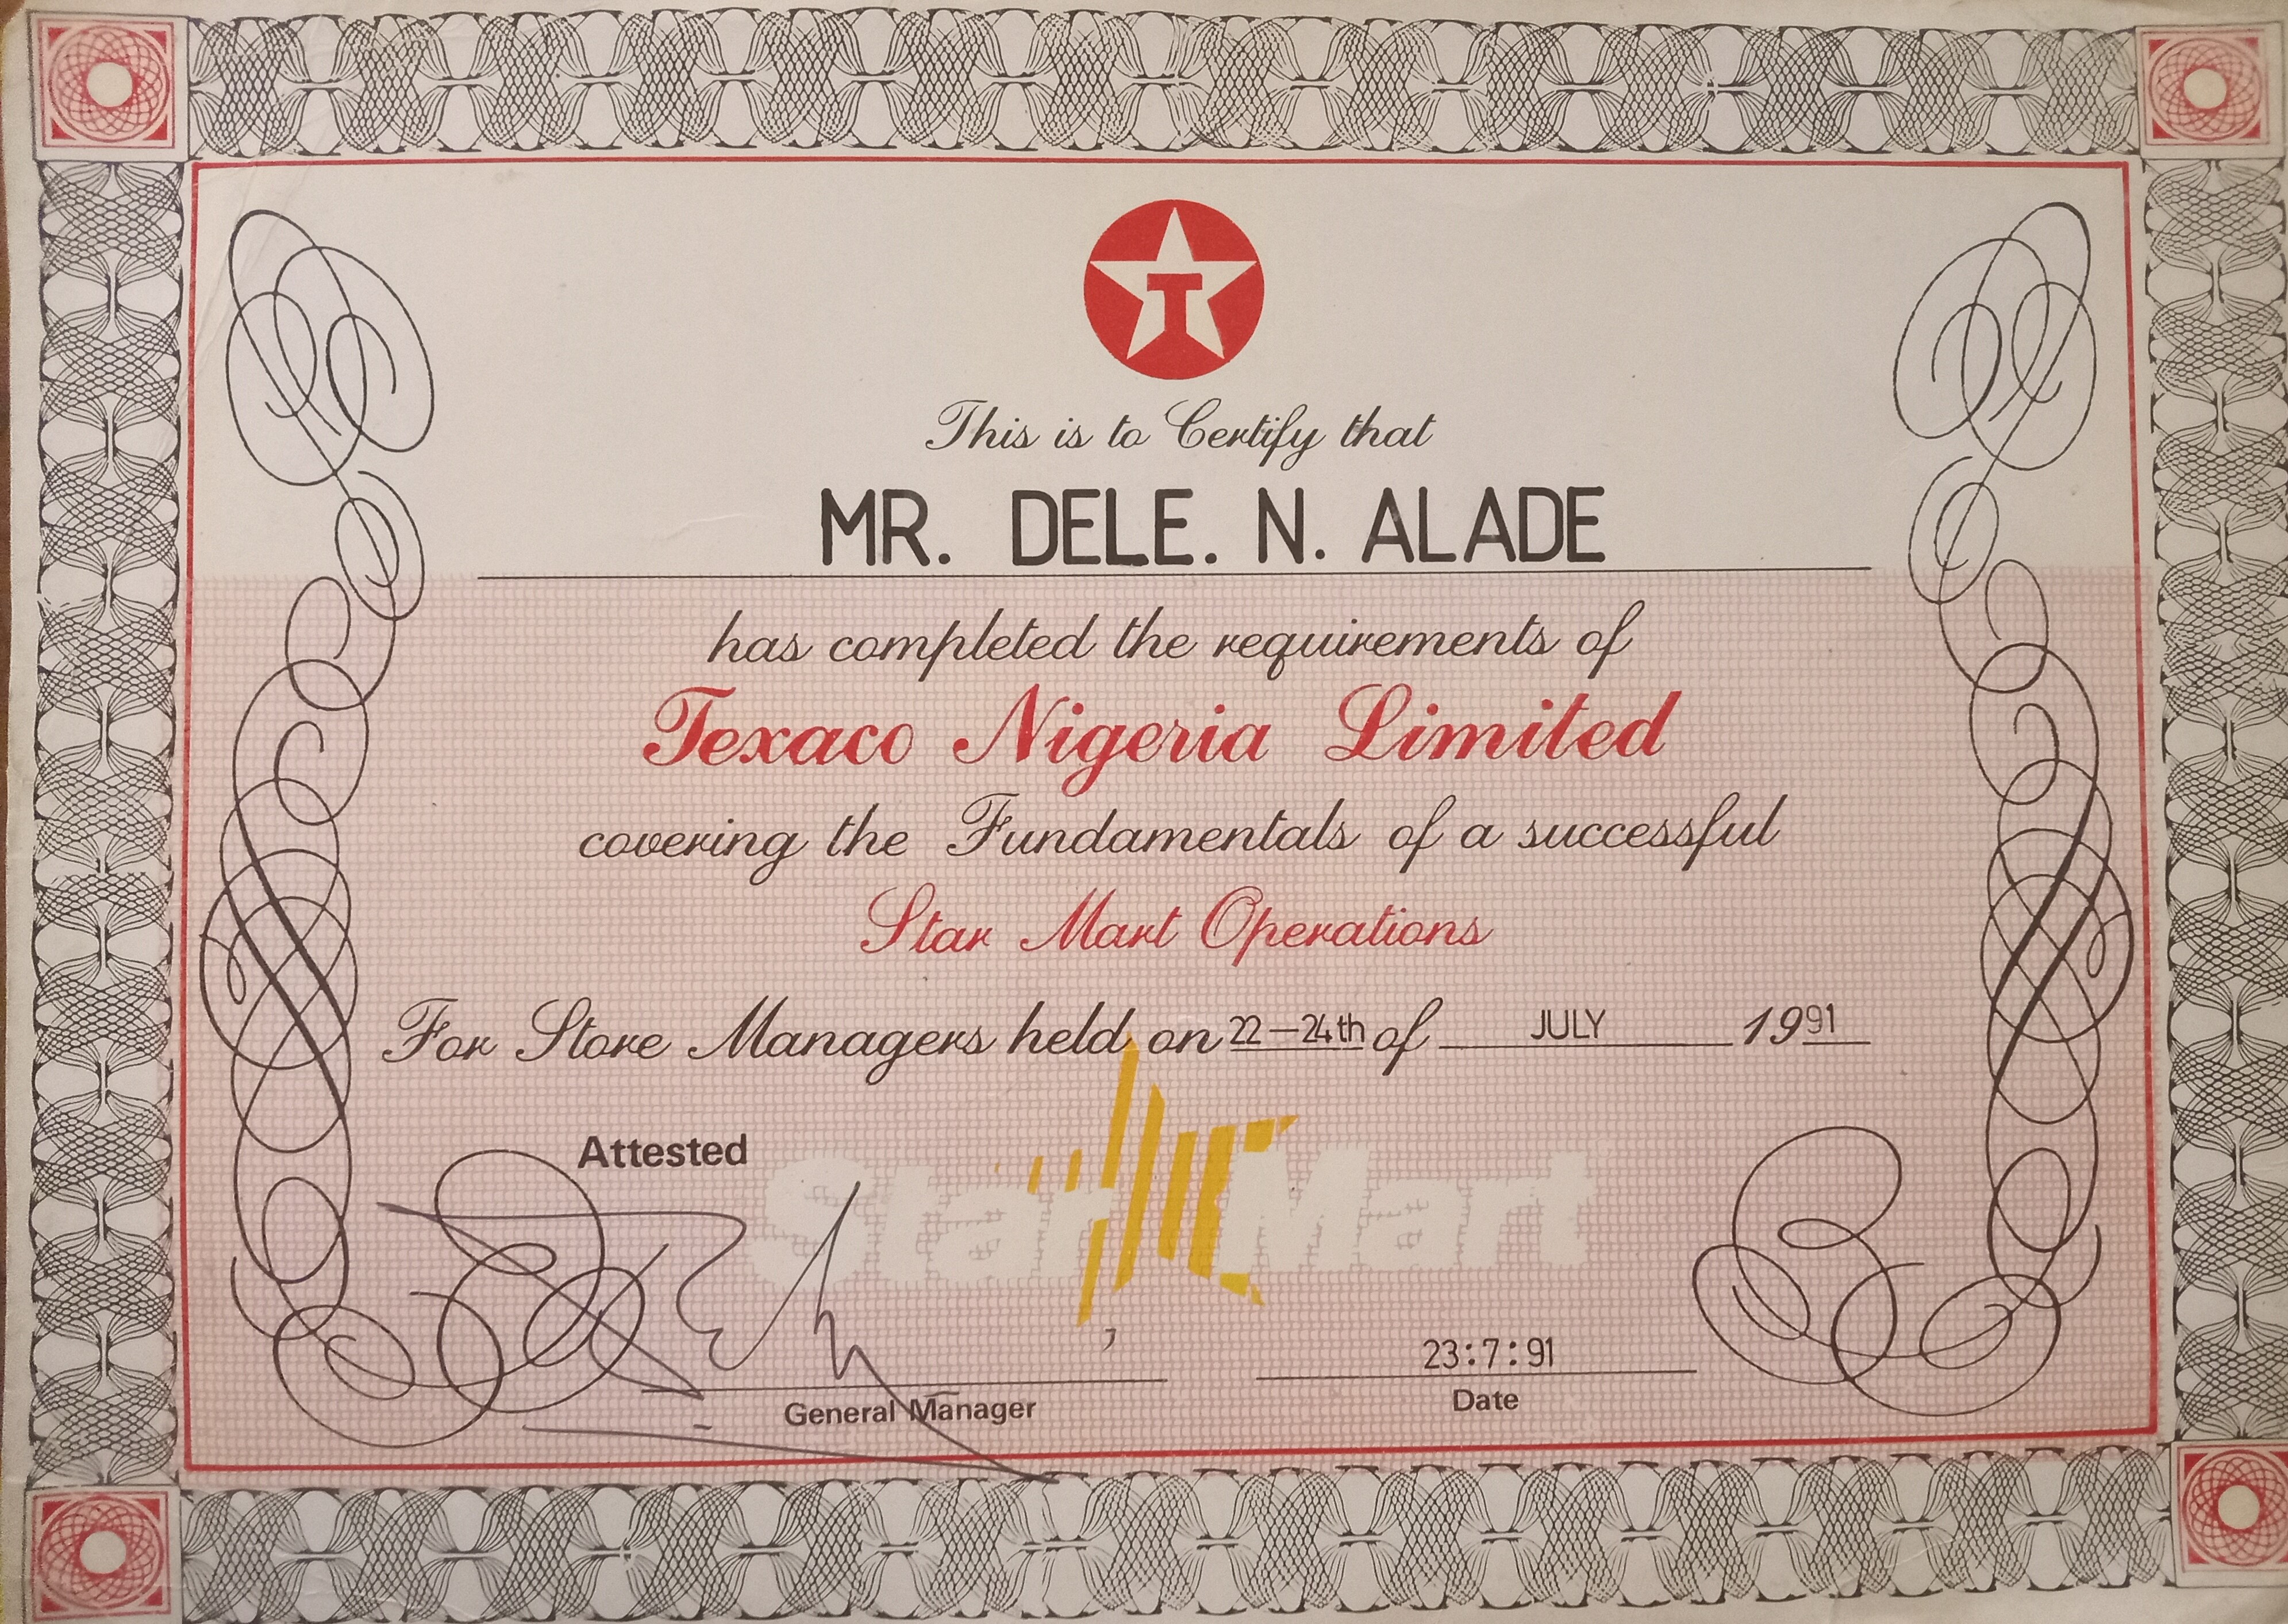 T
This is to Certify that
MR. DELE. N. ALADE
has completed the requirements of
Texaco Nigeria Limited
covering the Fundamentals of a successful
Star Mart Operations
For Store Managers held on 22-24th of JULY 1991
Attested
Star Mart
23:7:91
General Manager
Date